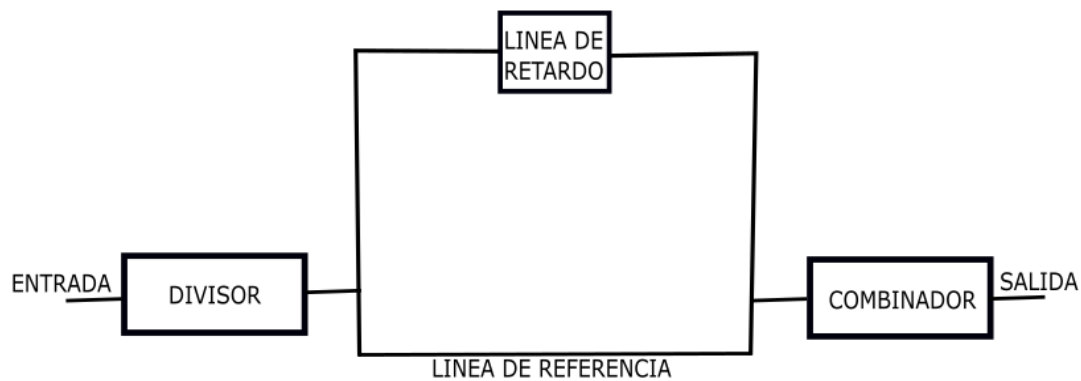 LINEA DE
RETARDO
ENTRADA
DIVISOR
COMBINADOR
SALIDA
LINEA DE REFERENCIA